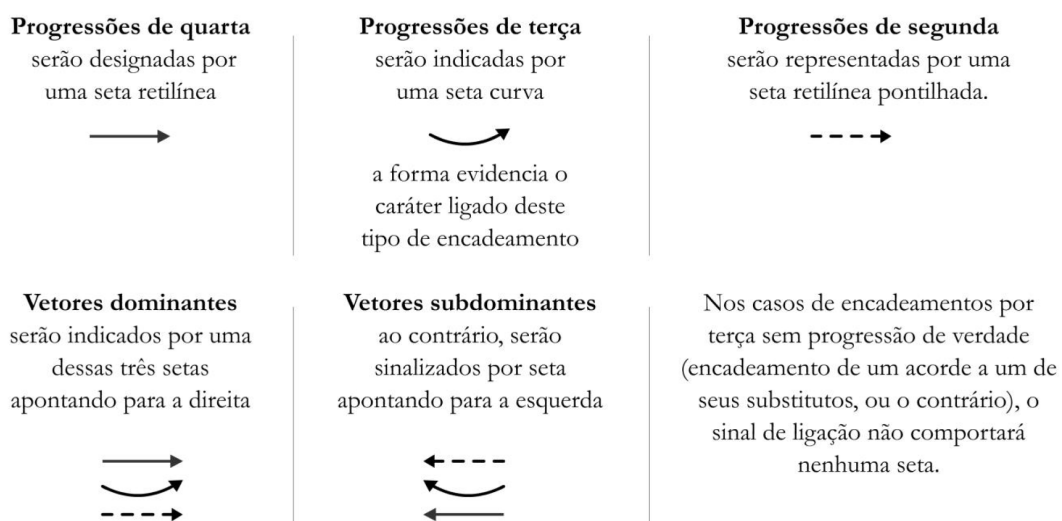 Progressões de quarta
serão designadas por
uma seta retilínea
Progressões de terça
serão indicadas por
uma seta curva
a forma evidencia o
caráter ligado deste
tipo de encadeamento
Progressões de segunda
serão representadas por uma
seta retilínea pontilhada.
Vetores dominantes
serão indicados por uma
dessas três setas
apontando para a direita
Vetores subdominantes
ao contrário, serão
sinalizados por seta
apontando para a esquerda
Nos casos de encadeamentos por
terça sem progressão de verdade
(encadeamento de um acorde a um de
seus substitutos, ou o contrário), o
sinal de ligação não comportará
nenhuma seta.